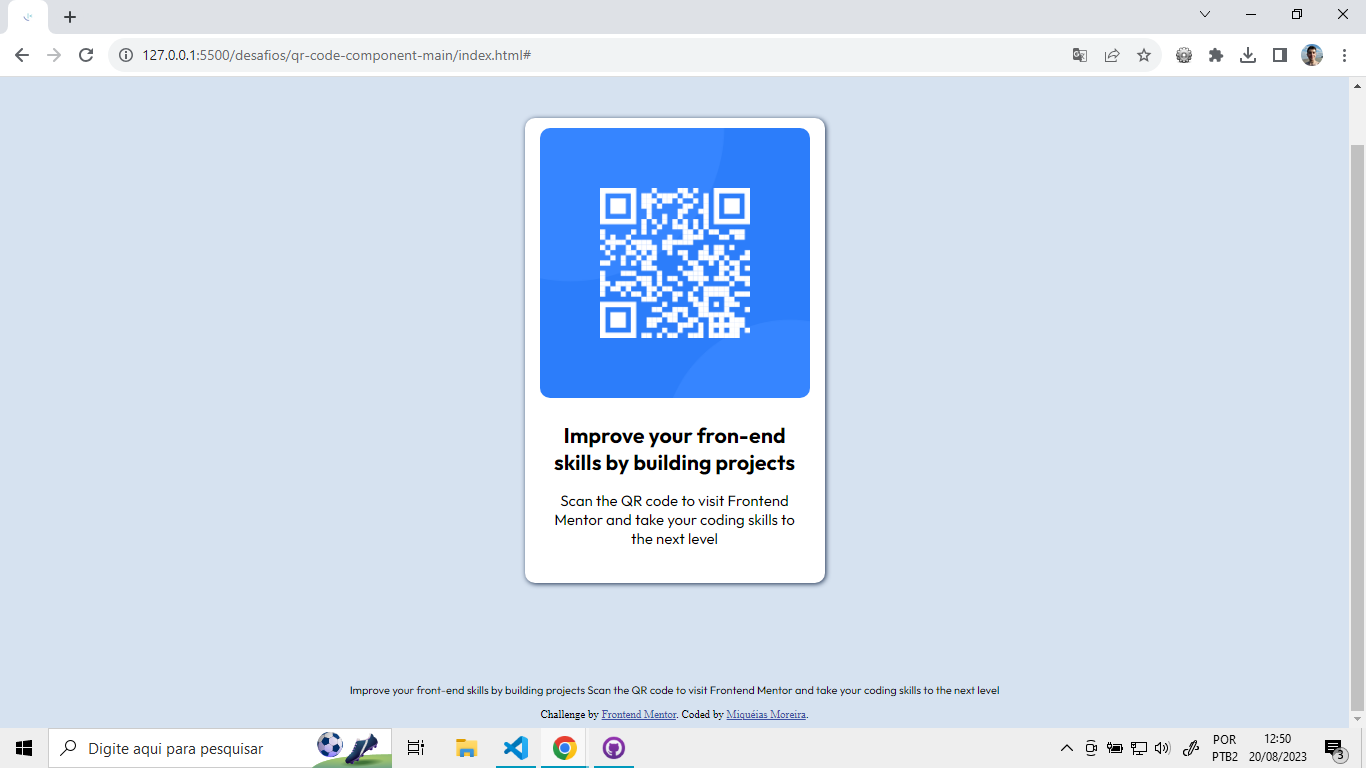 127.0.0.1:5500/desafios/qr-code-component-main/index.html#
Improve your fron-end
skills by building projects
Scan the QR code to visit Frontend
Mentor and take your coding skills to
the next level
Improve your front-end skills by building projects Scan the QR code to visit Frontend Mentor and take your coding skills to the next level
Challenge by Frontend Mentor. Coded by Miquéias Moreira.
Digite aqui para pesquisar
POR
PTB2
12:50
20/08/2023
3